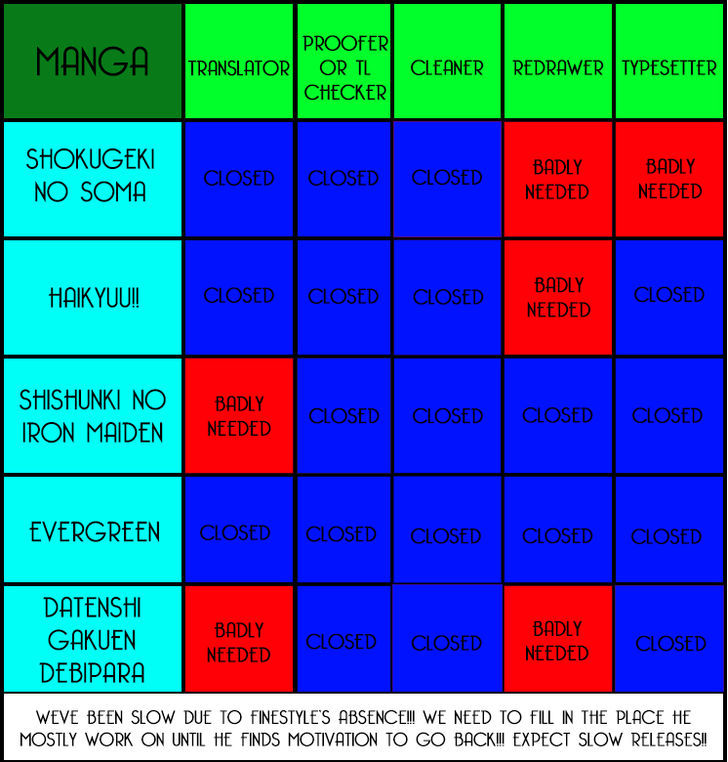 MANGA
TRANSLATOR
PROOFER
OR TL
CHECKER
CLEANER
REDRAWER
TYPESETTER
SHOKUGEKI
NO SOMA
CLOSED
CLOSED
CLOSED
BADLY
NEEDED
BADLY
NEEDED
HAIKYUU!!
CLOSED
CLOSED
CLOSED
BADLY
NEEDED
CLOSED
SHISHUNKI NO
IRON MAIDEN
BADLY
NEEDED
CLOSED
CLOSED
CLOSED
CLOSED
EVERGREEN
CLOSED
CLOSED
CLOSED
CLOSED
CLOSED
DATENSHI
GAKUEN
DEBIPARA
BADLY
NEEDED
CLOSED
CLOSED
BADLY
NEEDED
CLOSED
WEVE BEEN SLOW DUE TO FINESTYLE'S ABSENCE!!! WE NEED TO FILL IN THE PLACE HE
MOSTLY WORK ON UNTIL HE FINDS MOTIVATION TO GO BACK!!! EXPECT SLOW RELEASES!!